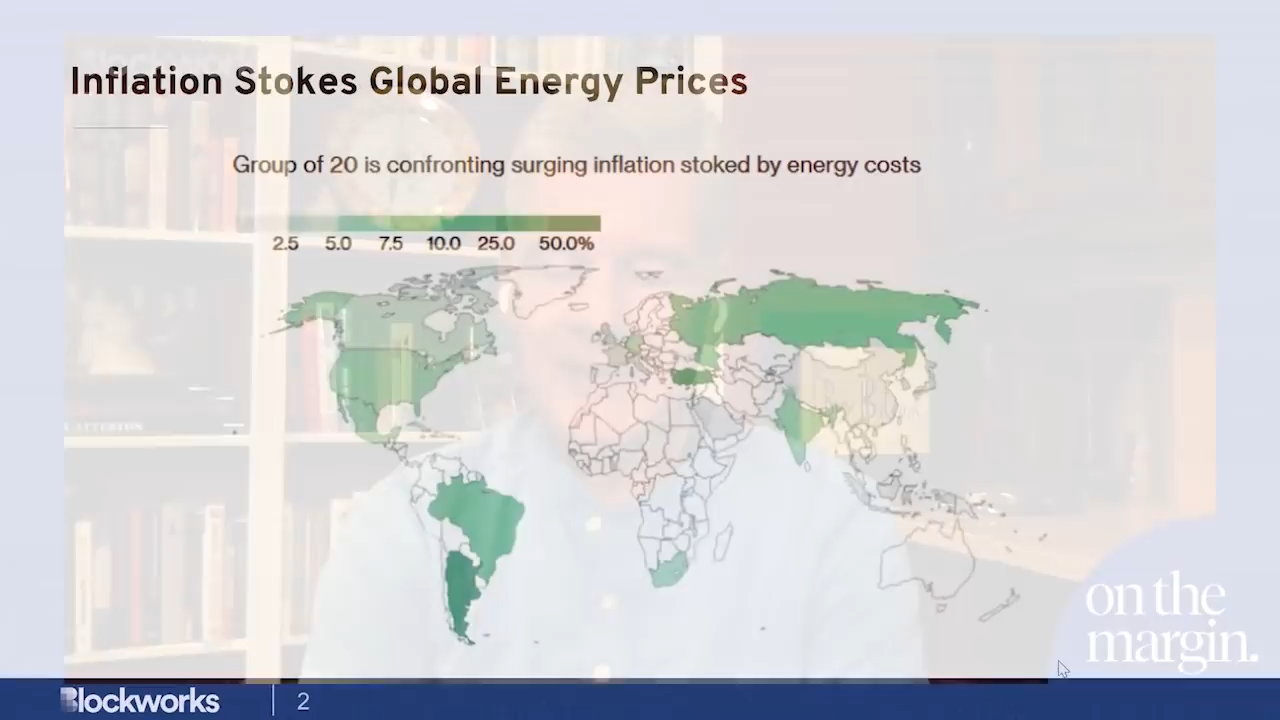 Inflation Stokes Global Energy Prices
Group of 20 is confronting surging inflation stoked by energy costs
2.5 5.0 7.5 10.0 25.0 50.0%
on the
margin.
Blockworks 2